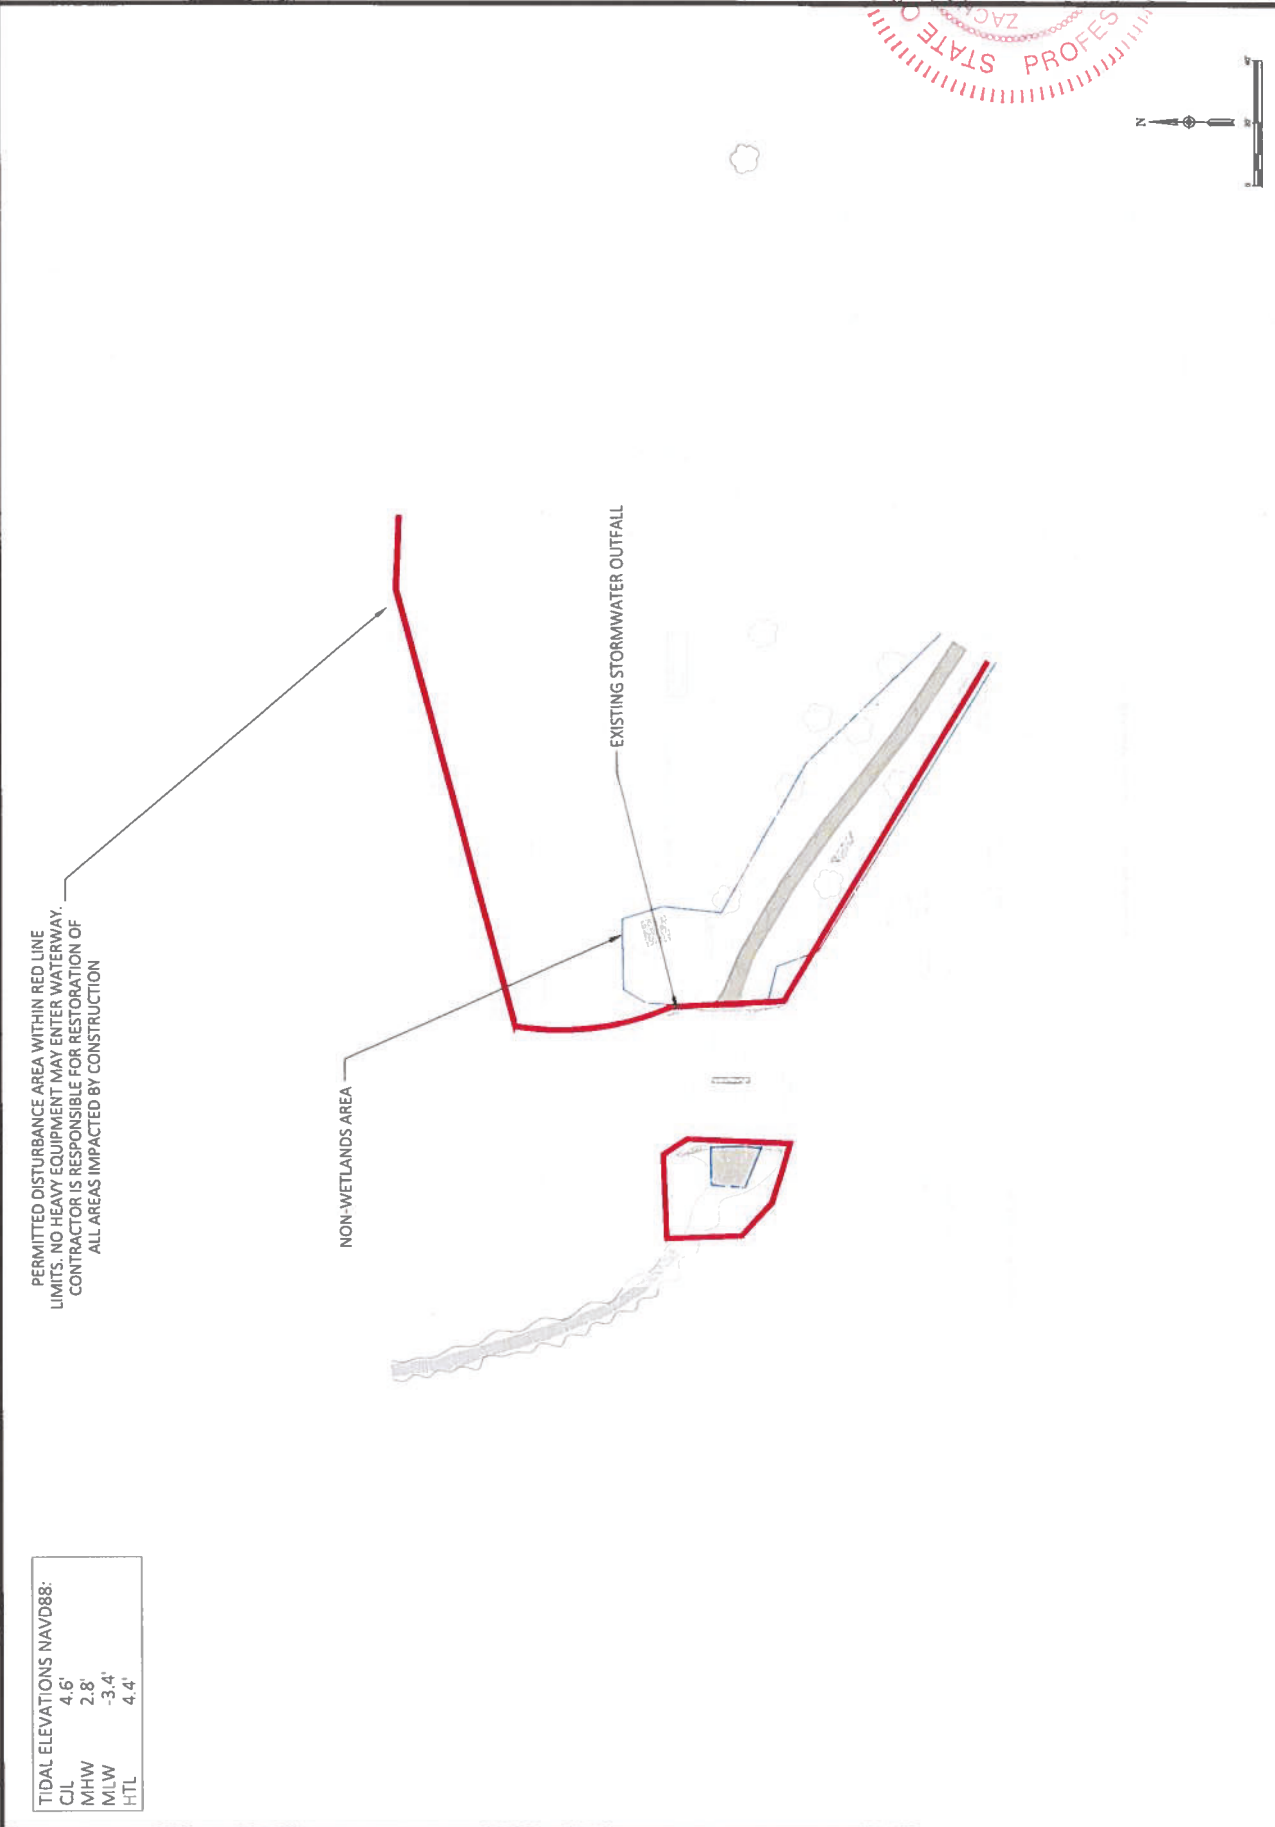 TIDAL ELEVATIONS NAVD88:
CJL 4.6'
MHW 2.8'
MLW -3.4'
HTL 4.4'
PERMITTED DISTURBANCE AREA WITHIN RED LINE
LIMITS. NO HEAVY EQUIPMENT MAY ENTER WATERWAY.
CONTRACTOR IS RESPONSIBLE FOR RESTORATION OF
ALL AREAS IMPACTED BY CONSTRUCTION
NON-WETLANDS AREA
EXISTING STORMWATER OUTFALL
STATE O
PROFES
ZACH
N
0